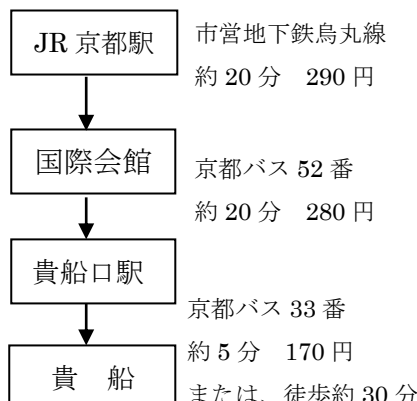 JR 京都駅
市営地下鉄烏丸線
約 20 分　290 円
国際会館
京都バス 52 番
約 20 分　280 円
貴船口駅
京都バス 33 番
約 5 分　170 円
貴　船
または、徒歩約 30 分